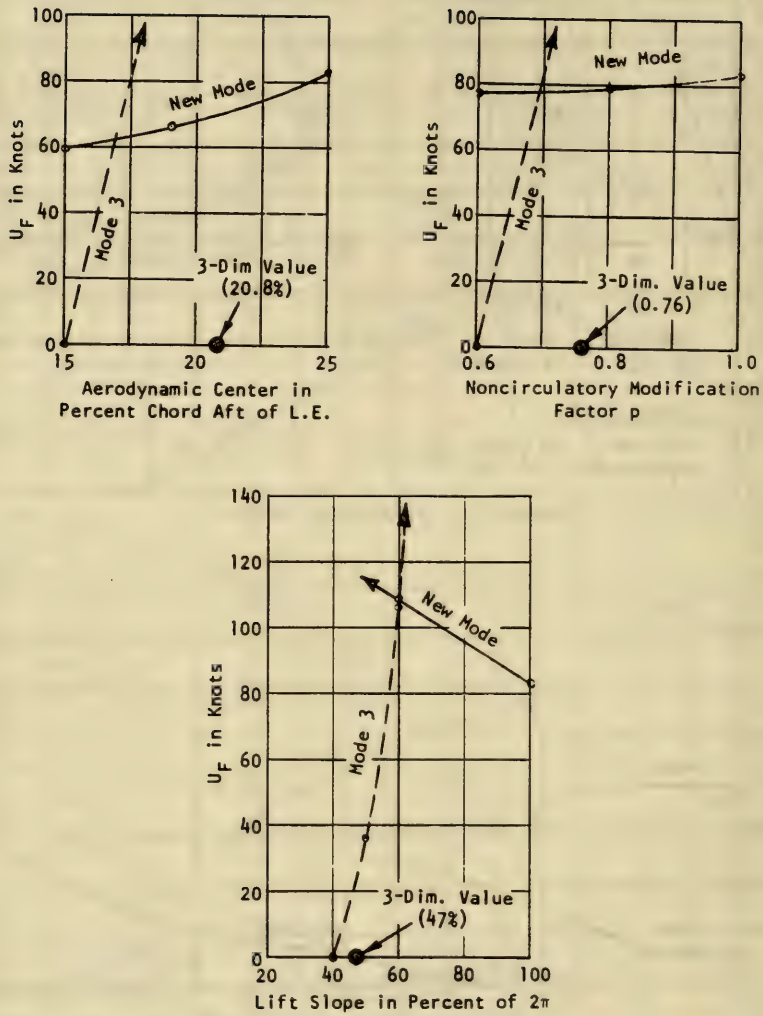 100
80
60
40
20
0
U_F in Knots
New Mode
Mode 3
3-Dim Value
(20.8%)
15
20
25
Aerodynamic Center in
Percent Chord Aft of L.E.
100
80
60
40
20
0
U_F in Knots
New Mode
Mode 3
3-Dim. Value
(0.76)
0.6
0.8
1.0
Noncirculatory Modification
Factor p
140
120
100
80
60
40
20
0
U_F in Knots
New Mode
Mode 3
3-Dim. Value
(47%)
20
40
60
80
100
Lift Slope in Percent of 2π